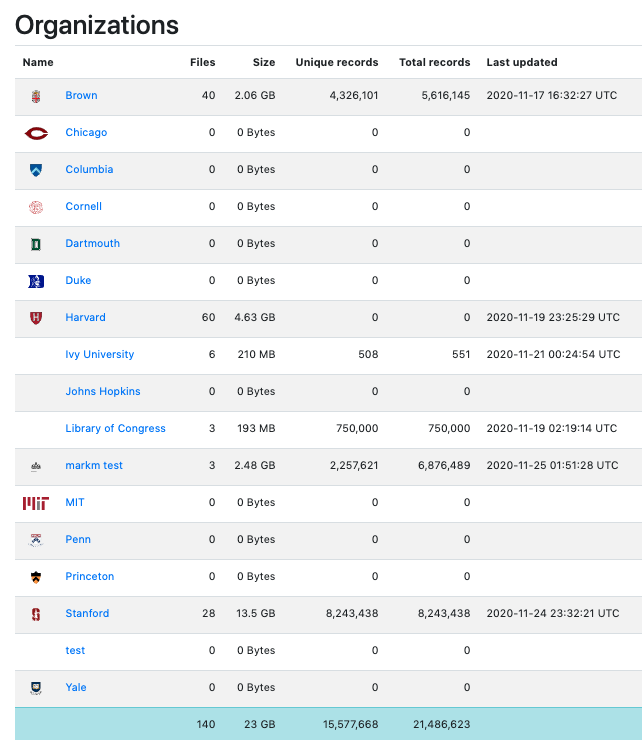 Organizations
Name Files Size Unique records Total records Last updated
Brown 40 2.06 GB 4,326,101 5,616,145 2020-11-17 16:32:27 UTC
Chicago 0 0 Bytes 0 0
Columbia 0 0 Bytes 0 0
Cornell 0 0 Bytes 0 0
Dartmouth 0 0 Bytes 0 0
Duke 0 0 Bytes 0 0
Harvard 60 4.63 GB 0 0 2020-11-19 23:25:29 UTC
Ivy University 6 210 MB 508 551 2020-11-21 00:24:54 UTC
Johns Hopkins 0 0 Bytes 0 0
Library of Congress 3 193 MB 750,000 750,000 2020-11-19 02:19:14 UTC
markm test 3 2.48 GB 2,257,621 6,876,489 2020-11-25 01:51:28 UTC
MIT 0 0 Bytes 0 0
Penn 0 0 Bytes 0 0
Princeton 0 0 Bytes 0 0
Stanford 28 13.5 GB 8,243,438 8,243,438 2020-11-24 23:32:21 UTC
test 0 0 Bytes 0 0
Yale 0 0 Bytes 0 0
140 23 GB 15,577,668 21,486,623